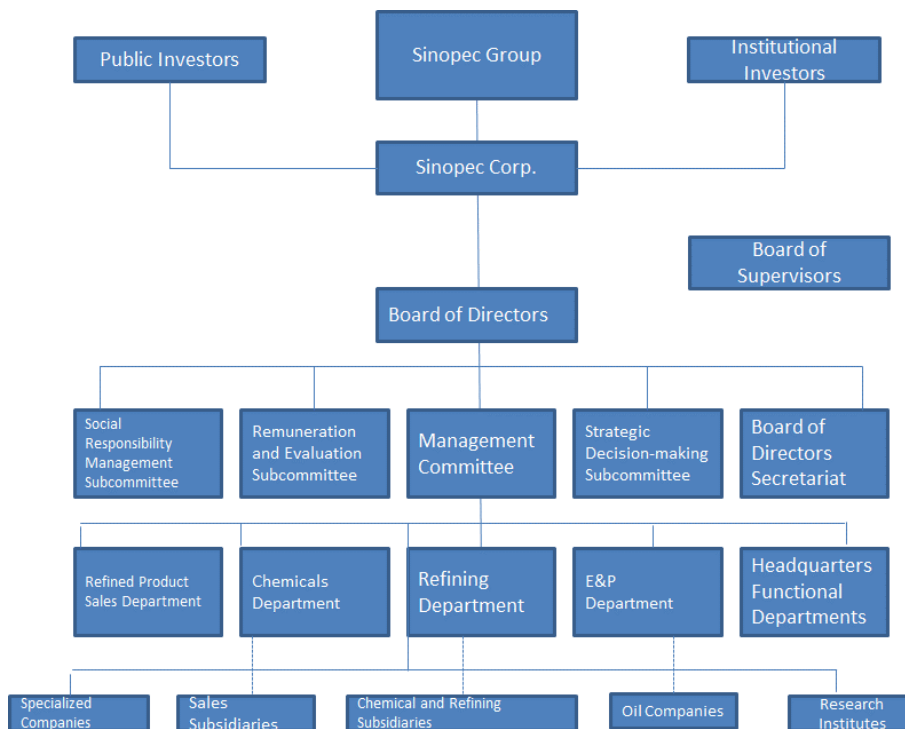 Public Investors
Sinopec Group
Institutional
Investors
Sinopec Corp.
Board of
Supervisors
Board of Directors
Social
Responsibility
Management
Subcommittee
Remuneration
and Evaluation
Subcommittee
Management
Committee
Strategic
Decision-making
Subcommittee
Board of
Directors
Secretariat
Refined Product
Sales Department
Chemicals
Department
Refining
Department
E&P
Department
Headquarters
Functional
Departments
Specialized
Companies
Sales
Subsidiaries
Chemical and Refining
Subsidiaries
Oil Companies
Research
Institutes